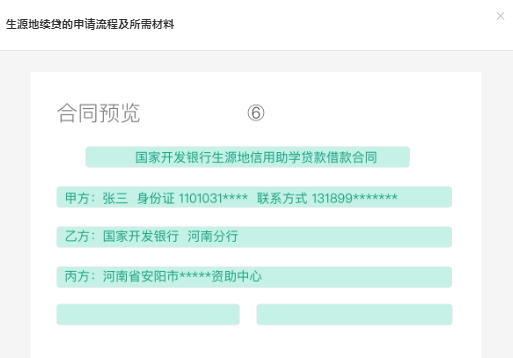 生源地续贷的申请流程及所需材料
合同预览 ⑥
国家开发银行生源地信用助学贷款借款合同
甲方：张三 身份证 1101031**** 联系方式 131899*******
乙方：国家开发银行 河南分行
丙方：河南省安阳市*****资助中心